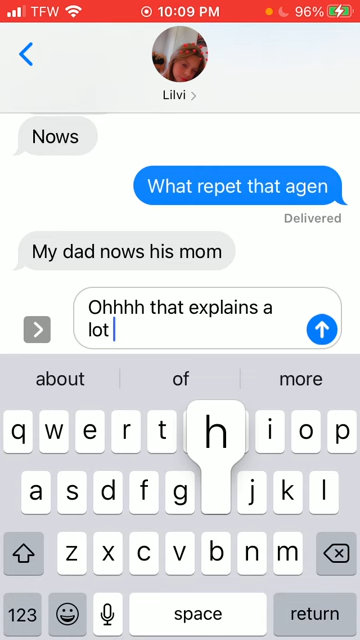 TFW 10:09 PM 96%
Lilvi >
Nows
What repet that agen
Delivered
My dad nows his mom
Ohhhh that explains a
lot
about of more
q w e r t h i o p
a s d f g j k l
z x c v b n m
123 space return